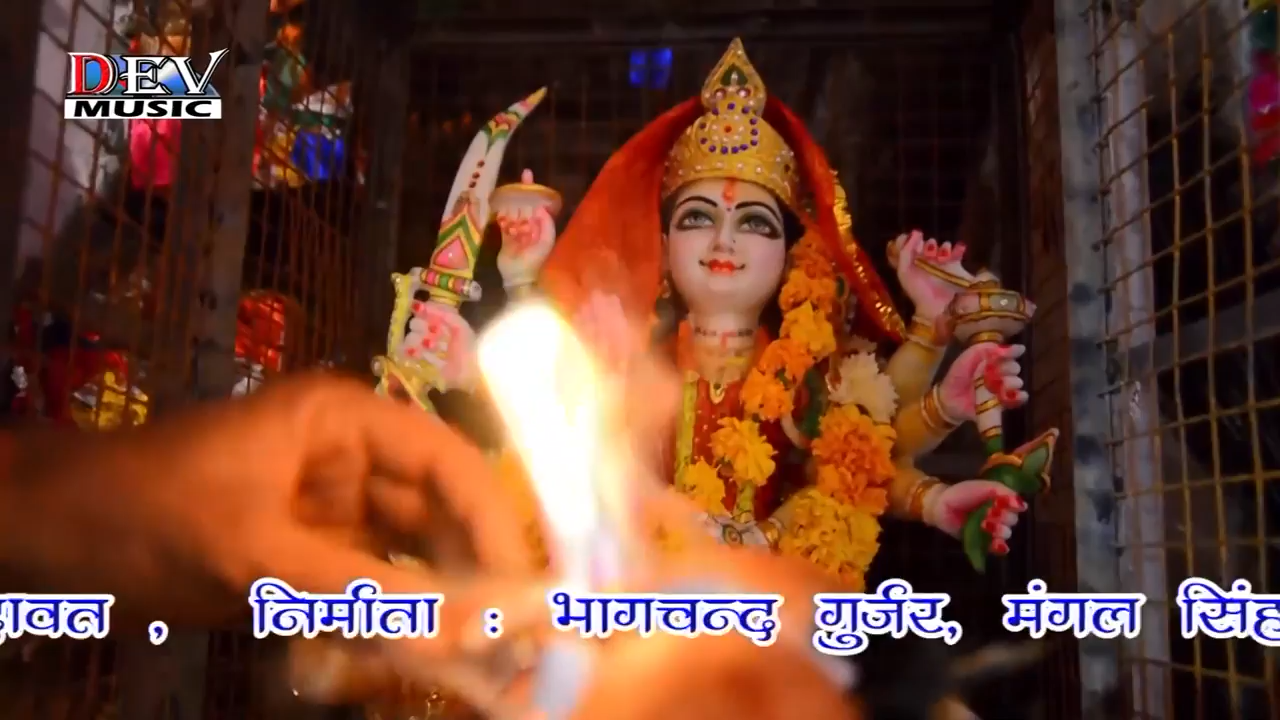 DEV
MUSIC
निर्माता : भागचन्द गुर्जर, मंगल सिंह